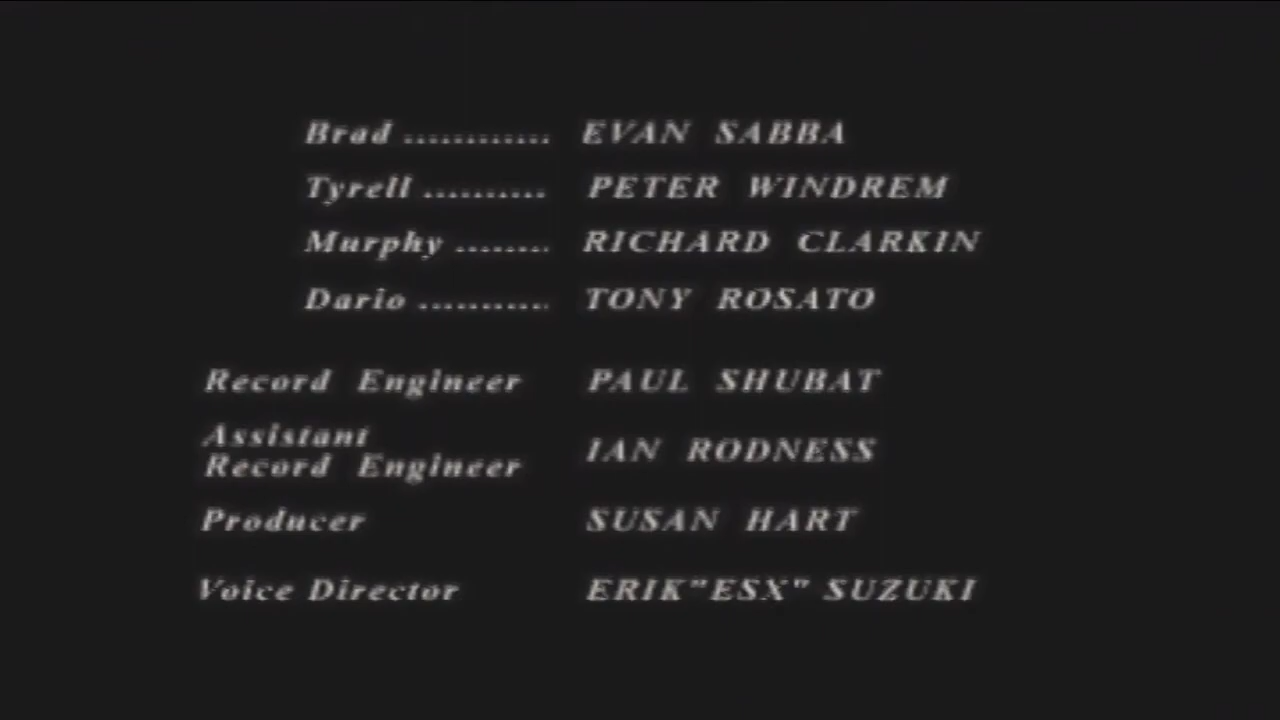 Brad ............ EVAN SABBA
Tyrell .......... PETER WINDREM
Murphy ........ RICHARD CLARKIN
Dario ........... TONY ROSATO
Record Engineer PAUL SHUBAT
Assistant
Record Engineer IAN RODNESS
Producer SUSAN HART
Voice Director ERIK"ESX" SUZUKI